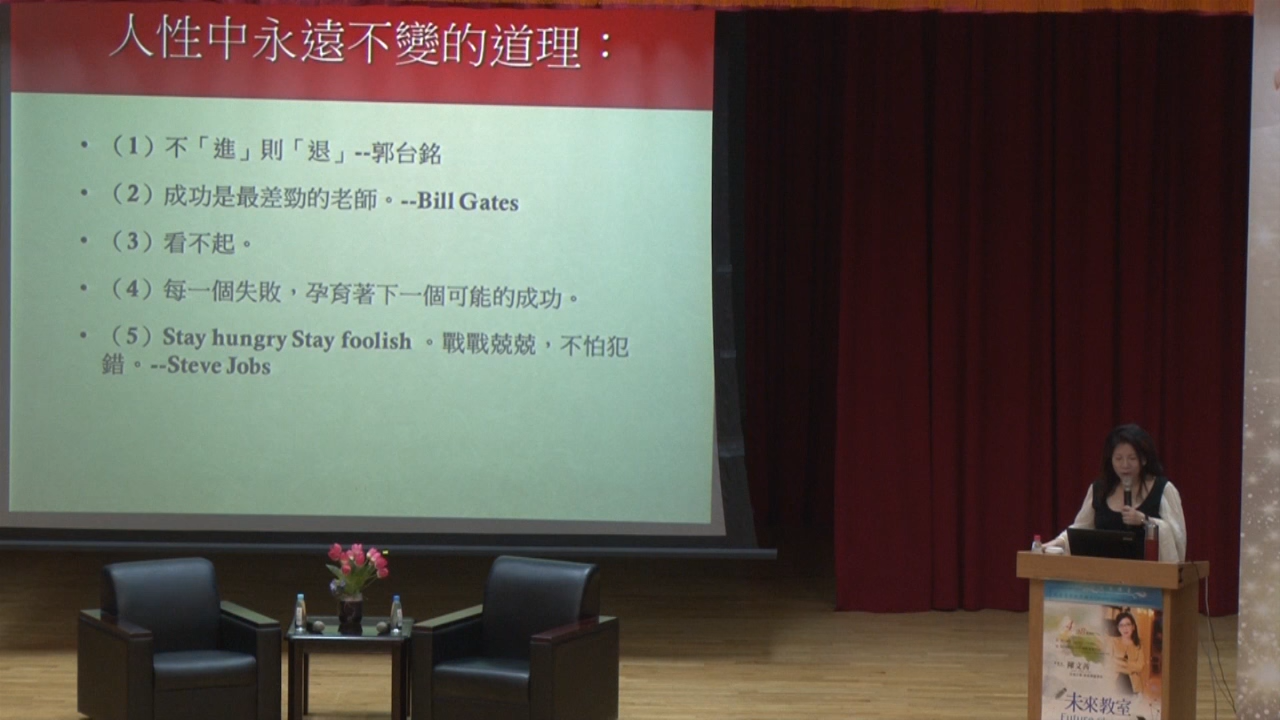 人性中永遠不變的道理：
• （1）不「進」則「退」--郭台銘
• （2）成功是最差勁的老師。--Bill Gates
• （3）看不起。
• （4）每一個失敗，孕育著下一個可能的成功。
• （5）Stay hungry Stay foolish 。戰戰兢兢，不怕犯
錯。--Steve Jobs
陳文茜
未來教室